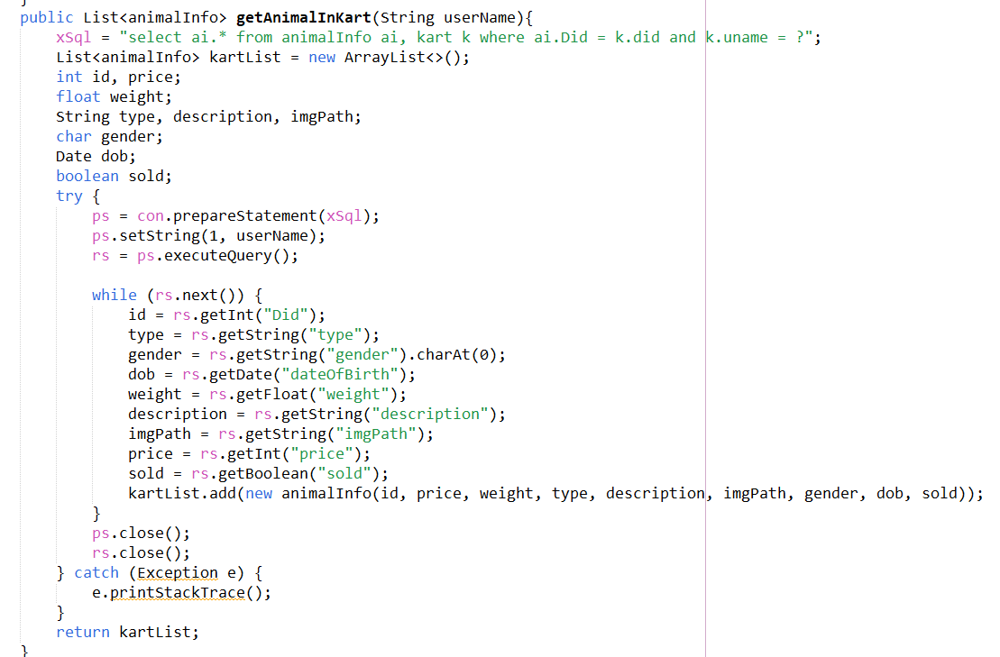 }
public List<animalInfo> getAnimalInKart(String userName){
    xSql = "select ai.* from animalInfo ai, kart k where ai.Did = k.did and k.uname = ?";
    List<animalInfo> kartList = new ArrayList<>();
    int id, price;
    float weight;
    String type, description, imgPath;
    char gender;
    Date dob;
    boolean sold;
    try {
        ps = con.prepareStatement(xSql);
        ps.setString(1, userName);
        rs = ps.executeQuery();

        while (rs.next()) {
            id = rs.getInt("Did");
            type = rs.getString("type");
            gender = rs.getString("gender").charAt(0);
            dob = rs.getDate("dateOfBirth");
            weight = rs.getFloat("weight");
            description = rs.getString("description");
            imgPath = rs.getString("imgPath");
            price = rs.getInt("price");
            sold = rs.getBoolean("sold");
            kartList.add(new animalInfo(id, price, weight, type, description, imgPath, gender, dob, sold));
        }
        ps.close();
        rs.close();
    } catch (Exception e) {
        e.printStackTrace();
    }
    return kartList;
}